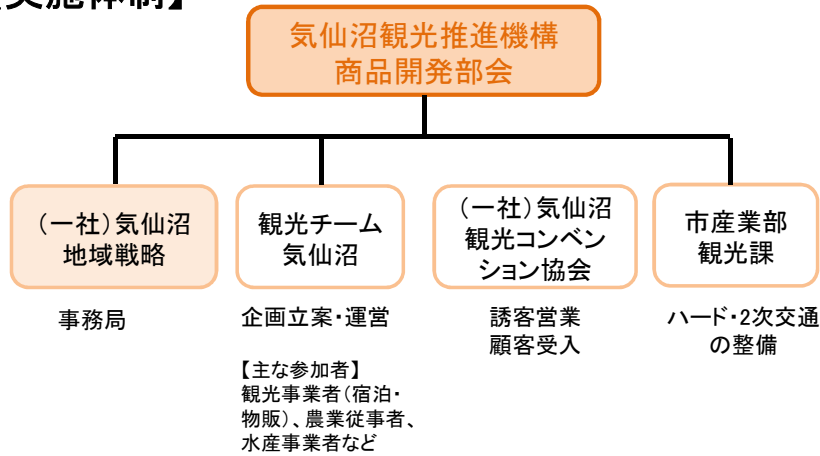 実施体制】
気仙沼観光推進機構
商品開発部会
(一社)気仙沼
地域戦略
事務局
観光チーム
気仙沼
企画立案・運営
【主な参加者】
観光事業者(宿泊・
物販)、農業従事者、
水産事業者など
(一社)気仙沼
観光コンベン
ション協会
誘客営業
顧客受入
市産業部
観光課
ハード・2次交通
の整備